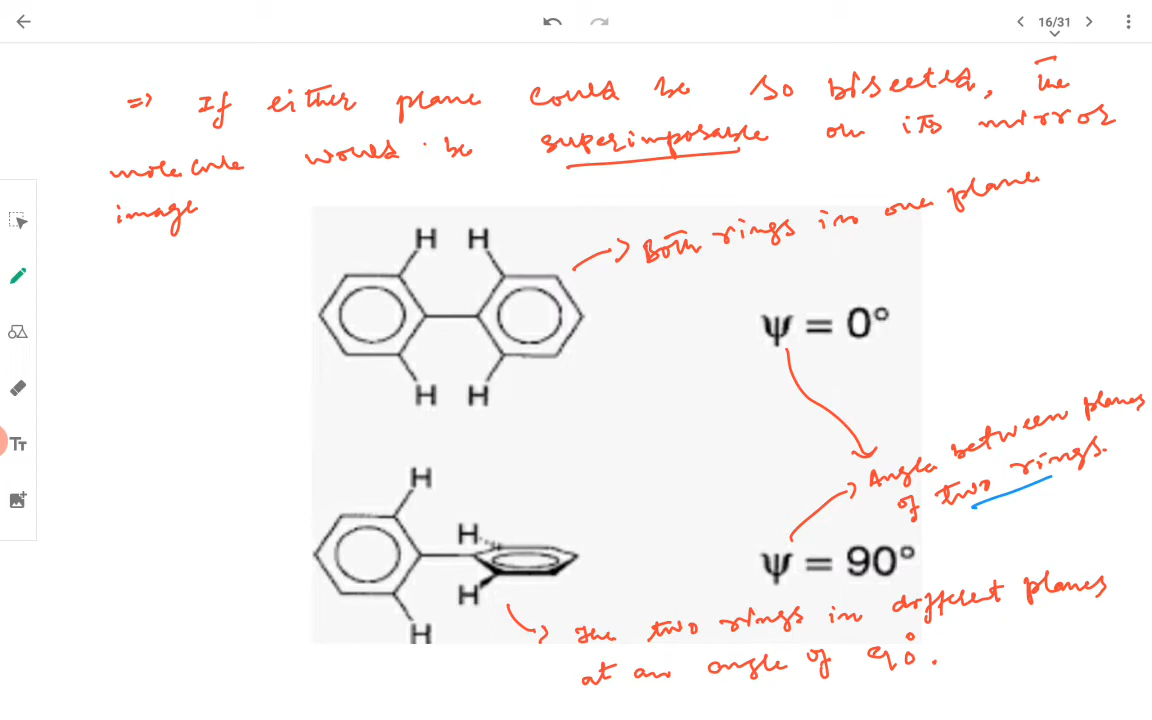 16/31
=> If either plane could be so bisected, the
molecule would be superimposable on its mirror
image
H H
Both rings in one plane
ψ = 0°
H H
Angle between planes
of two rings.
H
H
ψ = 90°
H
H
The two rings in different planes
at an angle of 90°.
TT